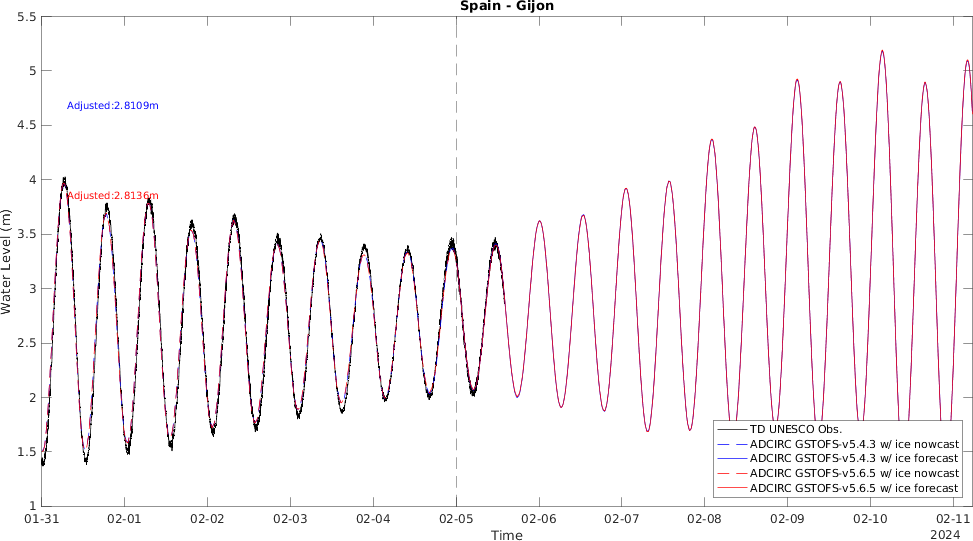 Spain - Gijon
5.5
5
4.5
4
3.5
3
2.5
2
1.5
1
Water Level (m)
Adjusted:2.8109m
Adjusted:2.8136m
TD UNESCO Obs.
ADCIRC GSTOFS-v5.4.3 w/ ice nowcast
ADCIRC GSTOFS-v5.4.3 w/ ice forecast
ADCIRC GSTOFS-v5.6.5 w/ ice nowcast
ADCIRC GSTOFS-v5.6.5 w/ ice forecast
01-31 02-01 02-02 02-03 02-04 02-05 02-06 02-07 02-08 02-09 02-10 02-11
Time
2024